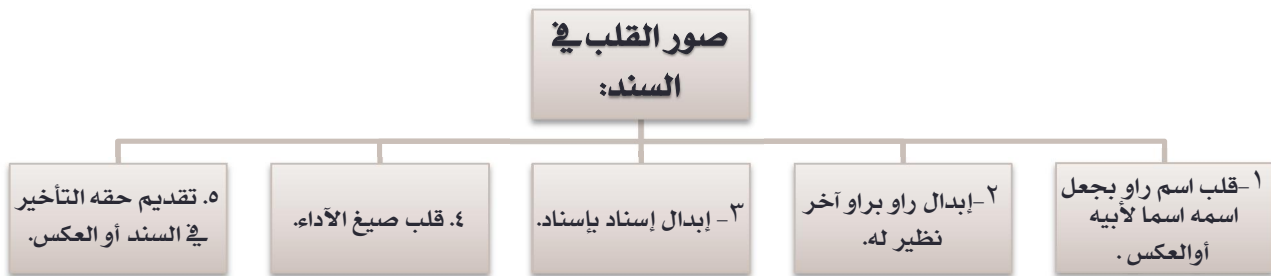 صور القلب في
السند:
١-قلب اسم راو بجعل
اسمه اسما لأبيه
أوالعكس .
٢-إبدال راو براو آخر
نظير له.
٣- إبدال إسناد بإسناد.
٤. قلب صيغ الآداء.
٥. تقديم حقه التأخير
في السند أو العكس.